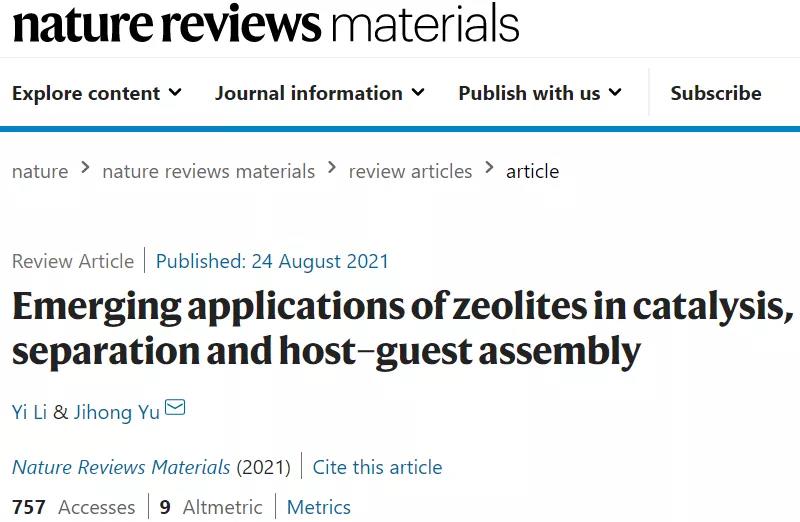 nature reviews materials
Explore content Journal information Publish with us Subscribe
nature > nature reviews materials > review articles > article
Review Article | Published: 24 August 2021
Emerging applications of zeolites in catalysis,
separation and host–guest assembly
Yi Li & Jihong Yu
Nature Reviews Materials (2021) | Cite this article
757 Accesses | 9 Altmetric | Metrics